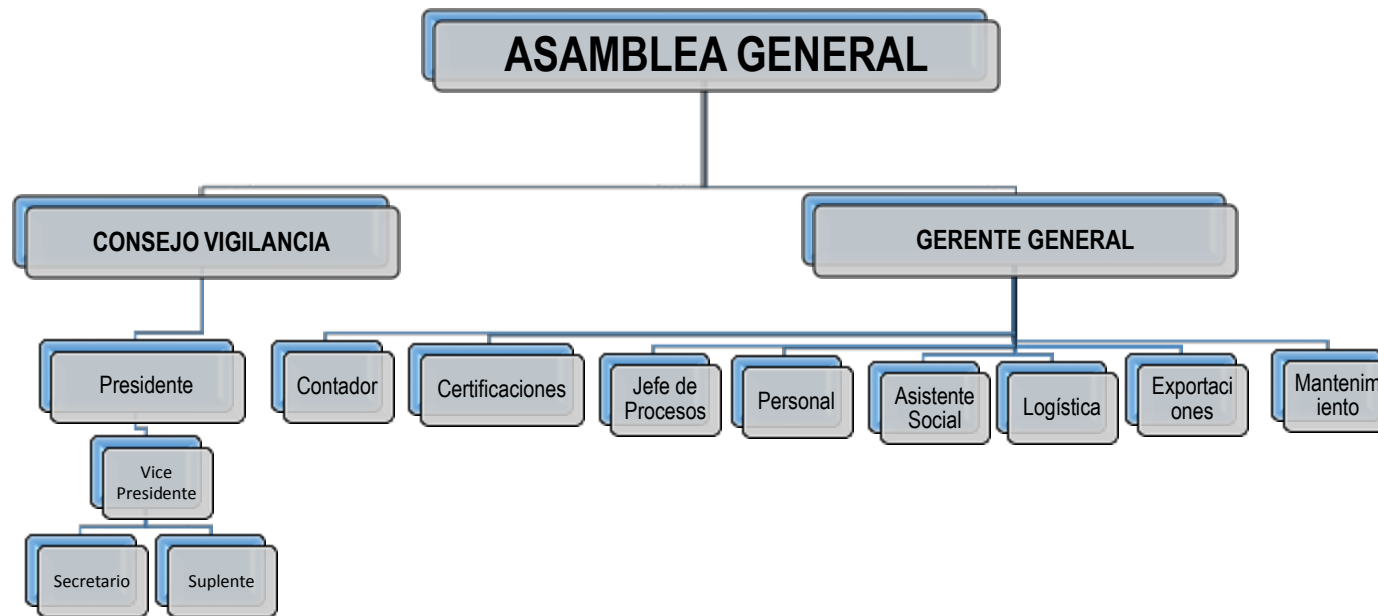 ASAMBLEA GENERAL
CONSEJO VIGILANCIA
GERENTE GENERAL
Presidente
Contador
Certificaciones
Jefe de
Procesos
Personal
Asistente
Social
Logística
Exportaci
ones
Mantenim
iento
Vice
Presidente
Secretario
Suplente